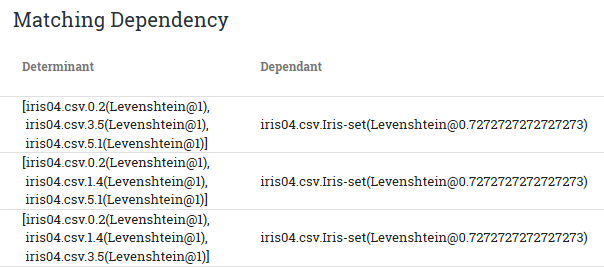 Matching Dependency
Determinant Dependant
[iris04.csv.0.2(Levenshtein@1),
iris04.csv.3.5(Levenshtein@1),
iris04.csv.5.1(Levenshtein@1)]
iris04.csv.Iris-set(Levenshtein@0.7272727272727273)
[iris04.csv.0.2(Levenshtein@1),
iris04.csv.1.4(Levenshtein@1),
iris04.csv.5.1(Levenshtein@1)]
iris04.csv.Iris-set(Levenshtein@0.7272727272727273)
[iris04.csv.0.2(Levenshtein@1),
iris04.csv.1.4(Levenshtein@1),
iris04.csv.3.5(Levenshtein@1)]
iris04.csv.Iris-set(Levenshtein@0.7272727272727273)